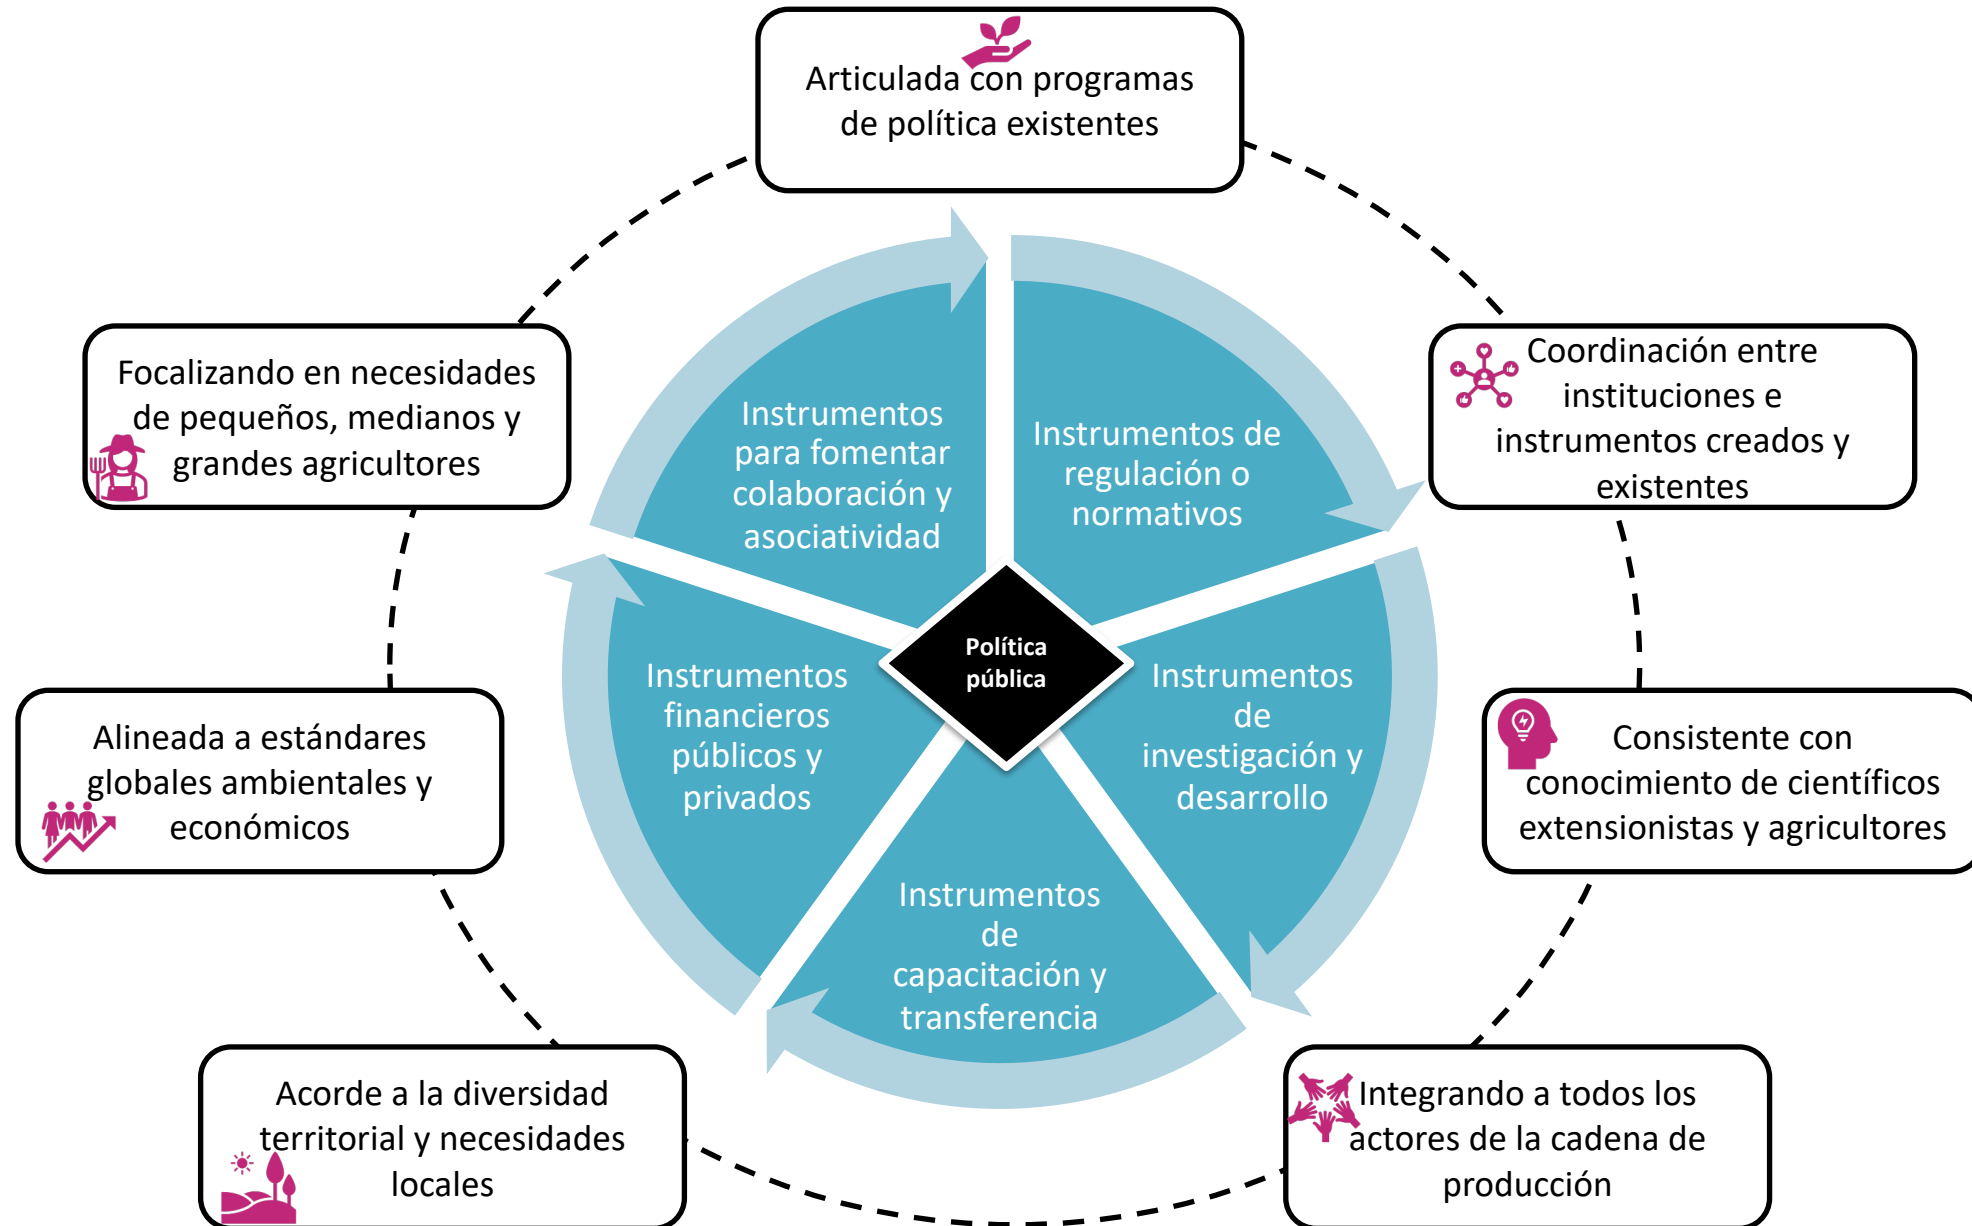 Articulada con programas
de política existentes
Focalizando en necesidades
de pequeños, medianos y
grandes agricultores
Coordinación entre
instituciones e
instrumentos creados y
existentes
Instrumentos
para fomentar
colaboración y
asociatividad
Instrumentos de
regulación o
normativos
Política
pública
Instrumentos
financieros
públicos y
privados
Instrumentos
de
investigación y
desarrollo
Instrumentos
de
capacitación y
transferencia
Alineada a estándares
globales ambientales y
económicos
Consistente con
conocimiento de científicos
extensionistas y agricultores
Acorde a la diversidad
territorial y necesidades
locales
Integrando a todos los
actores de la cadena de
producción